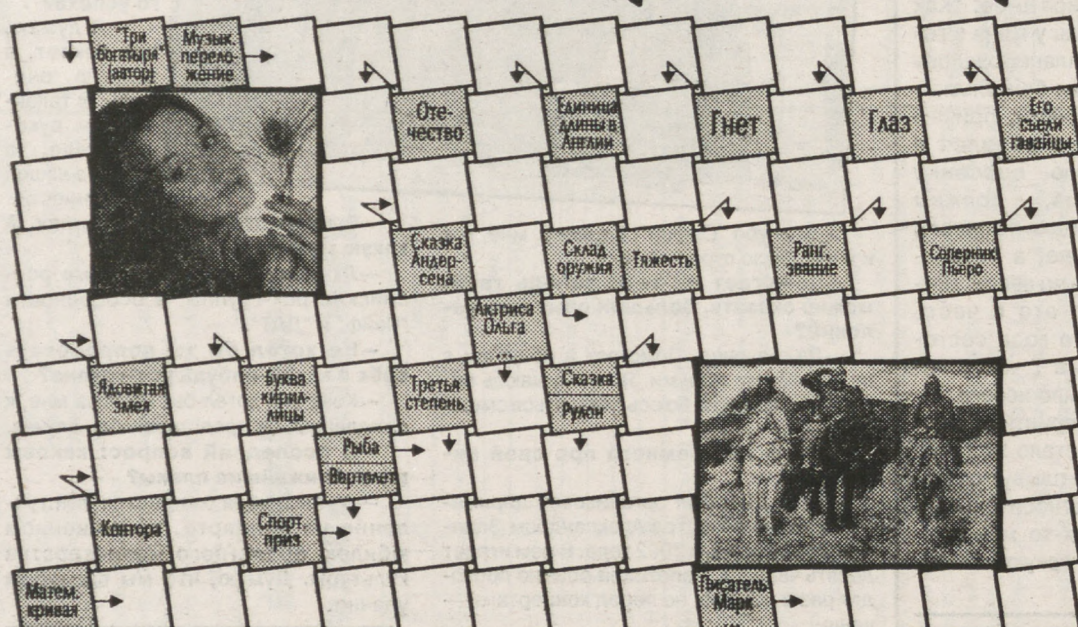 "Три
богатыря"
(автор)
Музык.
перело-
жение
Оте-
чество
Единица
длины в
Англии
Гнет
Глаз
Его
съели
гавайцы
Сказка
Андер-
сена
Склад
оружия
Тяжесть
Ранг,
звание
Соперник
Пьеро
Актриса
Ольга
...
Ядовитая
змея
Буква
кирил-
лицы
Третья
степень
Сказка
Рулон
Рыба
Вертолет
Контора
Спорт.
приз
Матем.
кривая
Писатель
Марк
...